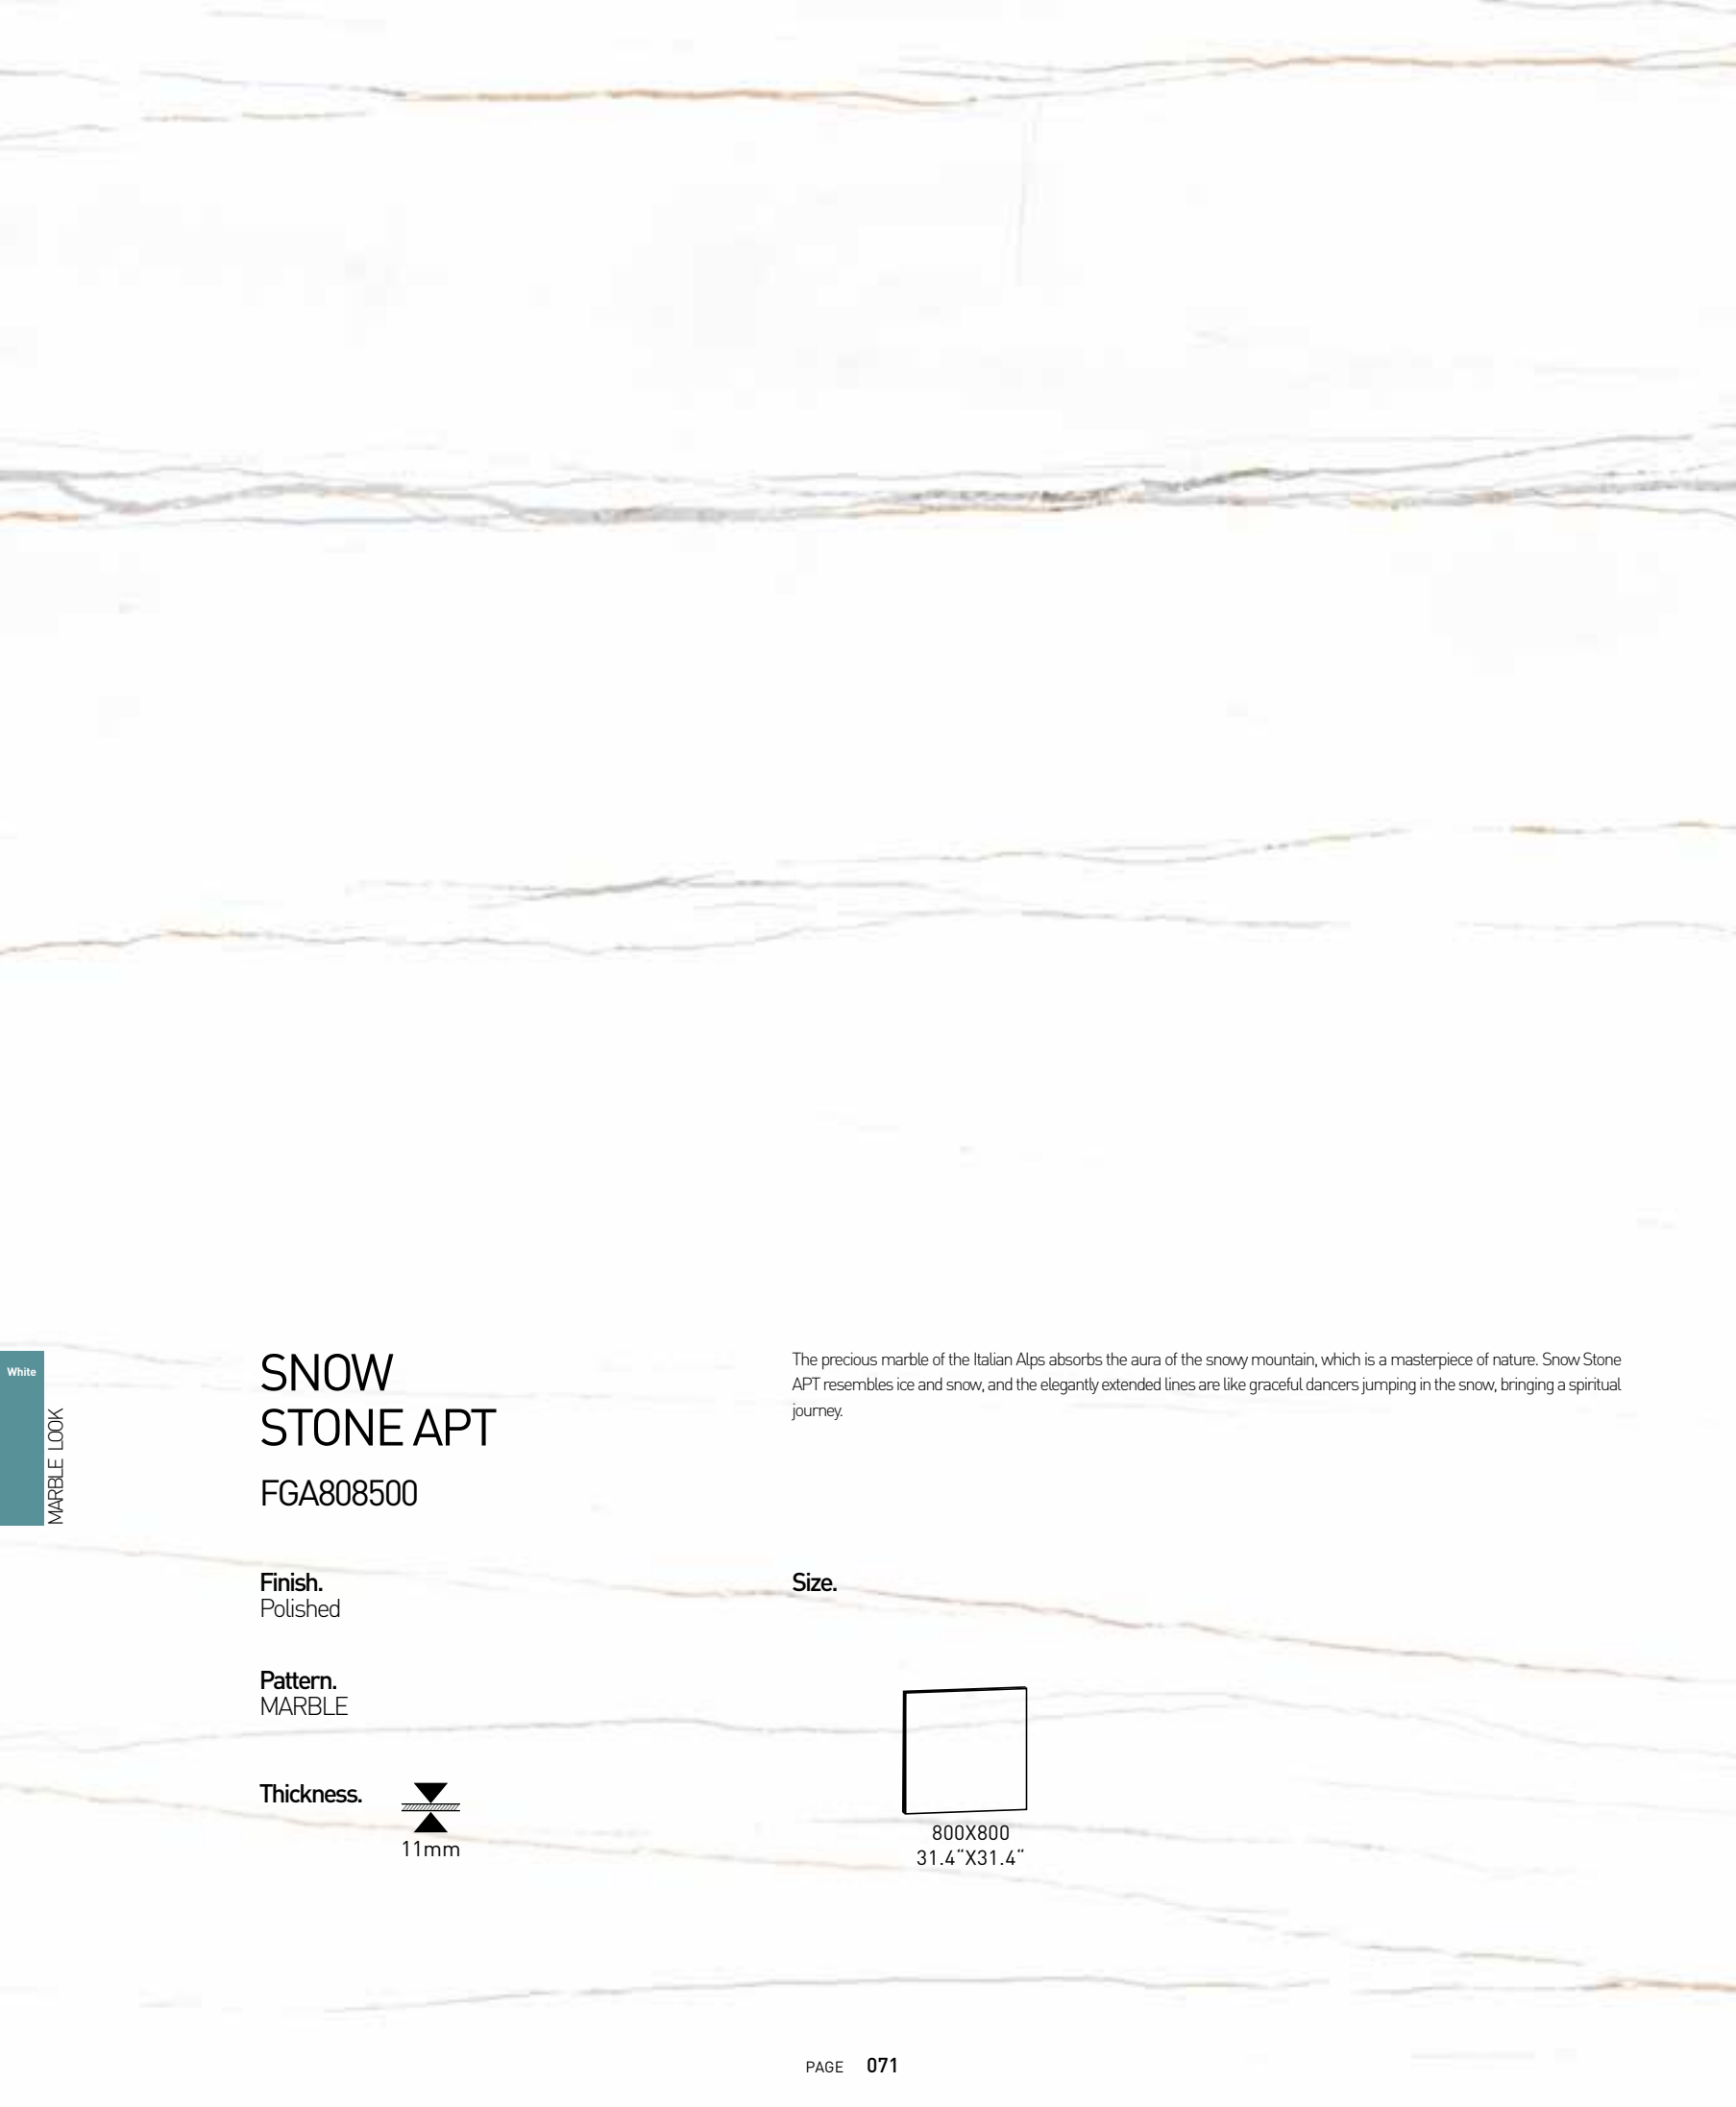 White
MARBLE LOOK
SNOW
STONE APT
FGA808500
The precious marble of the Italian Alps absorbs the aura of the snowy mountain, which is a masterpiece of nature. Snow Stone
APT resembles ice and snow, and the elegantly extended lines are like graceful dancers jumping in the snow, bringing a spiritual
journey.
Finish.
Polished
Pattern.
MARBLE
Thickness.
11mm
Size.
800X800
31.4“X31.4“
PAGE 071